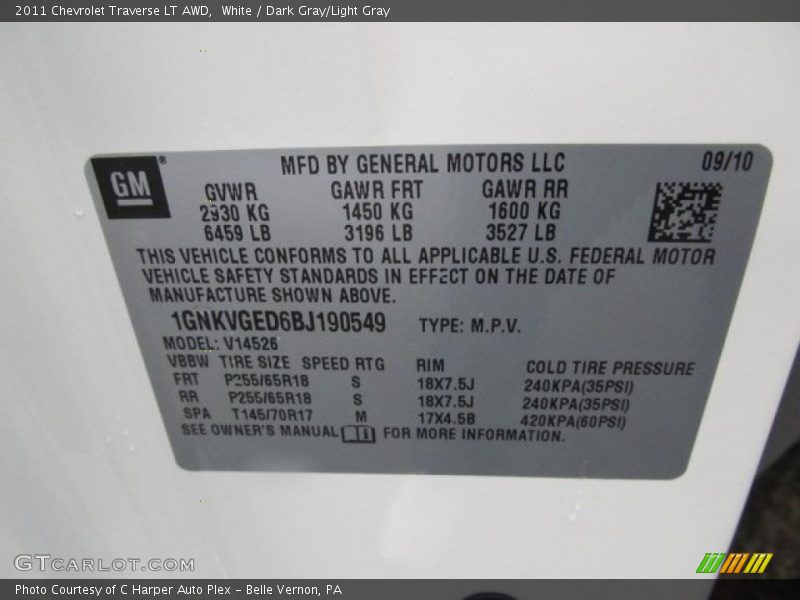 2011 Chevrolet Traverse LT AWD,  White / Dark Gray/Light Gray
GM®
MFD BY GENERAL MOTORS LLC 09/10
GVWR GAWR FRT GAWR RR
2930 KG 1450 KG 1600 KG
6459 LB 3196 LB 3527 LB
THIS VEHICLE CONFORMS TO ALL APPLICABLE U.S. FEDERAL MOTOR
VEHICLE SAFETY STANDARDS IN EFFECT ON THE DATE OF
MANUFACTURE SHOWN ABOVE.
1GNKVGED6BJ190549 TYPE: M.P.V.
MODEL: V14526
VBBW TIRE SIZE SPEED RTG RIM COLD TIRE PRESSURE
FRT P255/65R18 S 18X7.5J 240KPA(35PSI)
RR P255/65R18 S 18X7.5J 240KPA(35PSI)
SPA T145/70R17 M 17X4.5B 420KPA(60PSI)
SEE OWNER'S MANUAL FOR MORE INFORMATION.
GTCARLOT.COM
Photo Courtesy of C Harper Auto Plex – Belle Vernon, PA